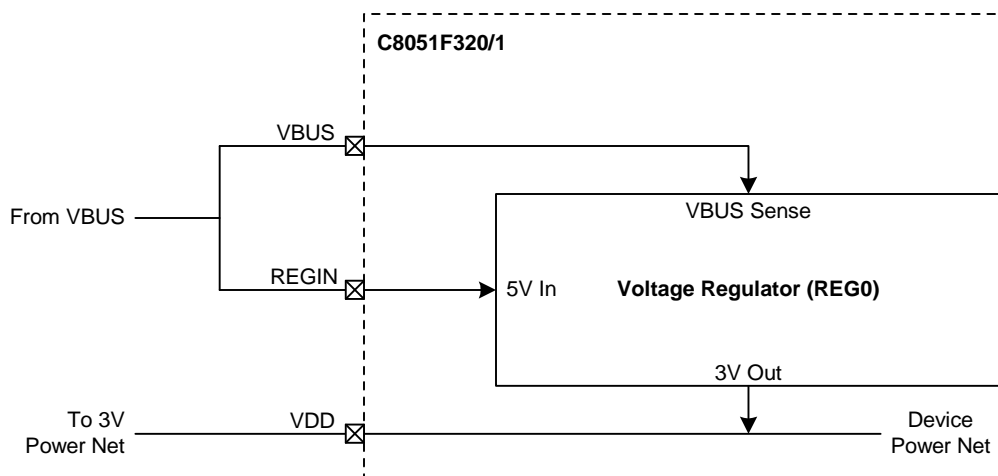 C8051F320/1
VBUS
From VBUS
VBUS Sense
REGIN
5V In
Voltage Regulator (REG0)
3V Out
To 3V
Power Net
VDD
Device
Power Net